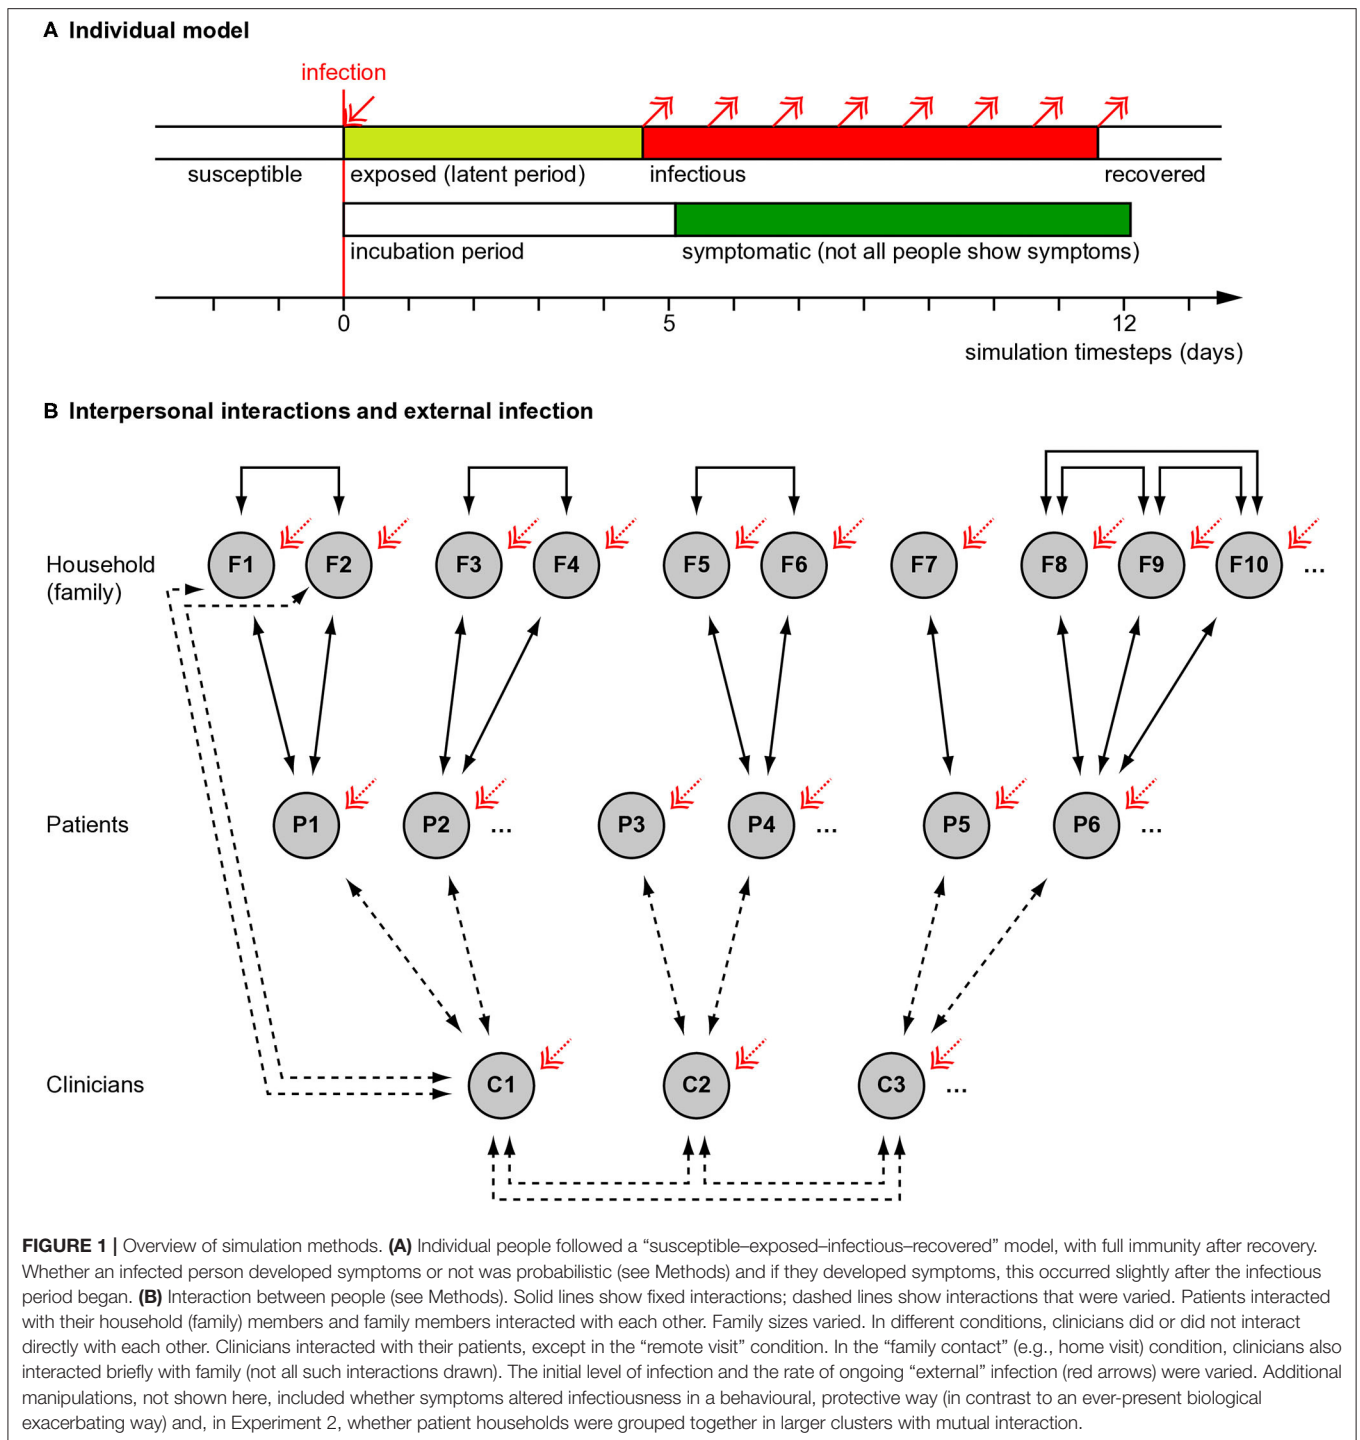 A Individual model
infection
susceptible
exposed (latent period)
infectious
recovered
incubation period
symptomatic (not all people show symptoms)
0
5
12
simulation timesteps (days)
B Interpersonal interactions and external infection
Household
(family)
F1
F2
F3
F4
F5
F6
F7
F8
F9
F10
...
Patients
P1
P2
...
P3
P4
...
P5
P6
...
Clinicians
C1
C2
C3
...
FIGURE 1 | Overview of simulation methods. (A) Individual people followed a “susceptible–exposed–infectious–recovered” model, with full immunity after recovery.
Whether an infected person developed symptoms or not was probabilistic (see Methods) and if they developed symptoms, this occurred slightly after the infectious
period began. (B) Interaction between people (see Methods). Solid lines show fixed interactions; dashed lines show interactions that were varied. Patients interacted
with their household (family) members and family members interacted with each other. Family sizes varied. In different conditions, clinicians did or did not interact
directly with each other. Clinicians interacted with their patients, except in the “remote visit” condition. In the “family contact” (e.g., home visit) condition, clinicians also
interacted briefly with family (not all such interactions drawn). The initial level of infection and the rate of ongoing “external” infection (red arrows) were varied. Additional
manipulations, not shown here, included whether symptoms altered infectiousness in a behavioural, protective way (in contrast to an ever-present biological
exacerbating way) and, in Experiment 2, whether patient households were grouped together in larger clusters with mutual interaction.